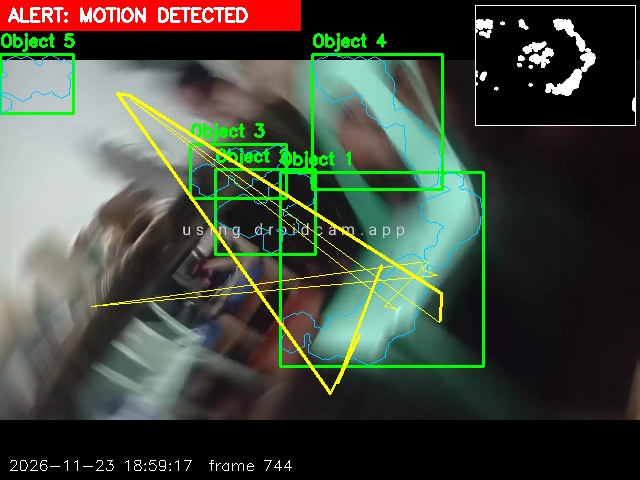 ALERT: MOTION DETECTED
Object 5
Object 4
Object 3
Object 2
Object 1
using droidcam.app
2026-11-23 18:59:17 frame 744